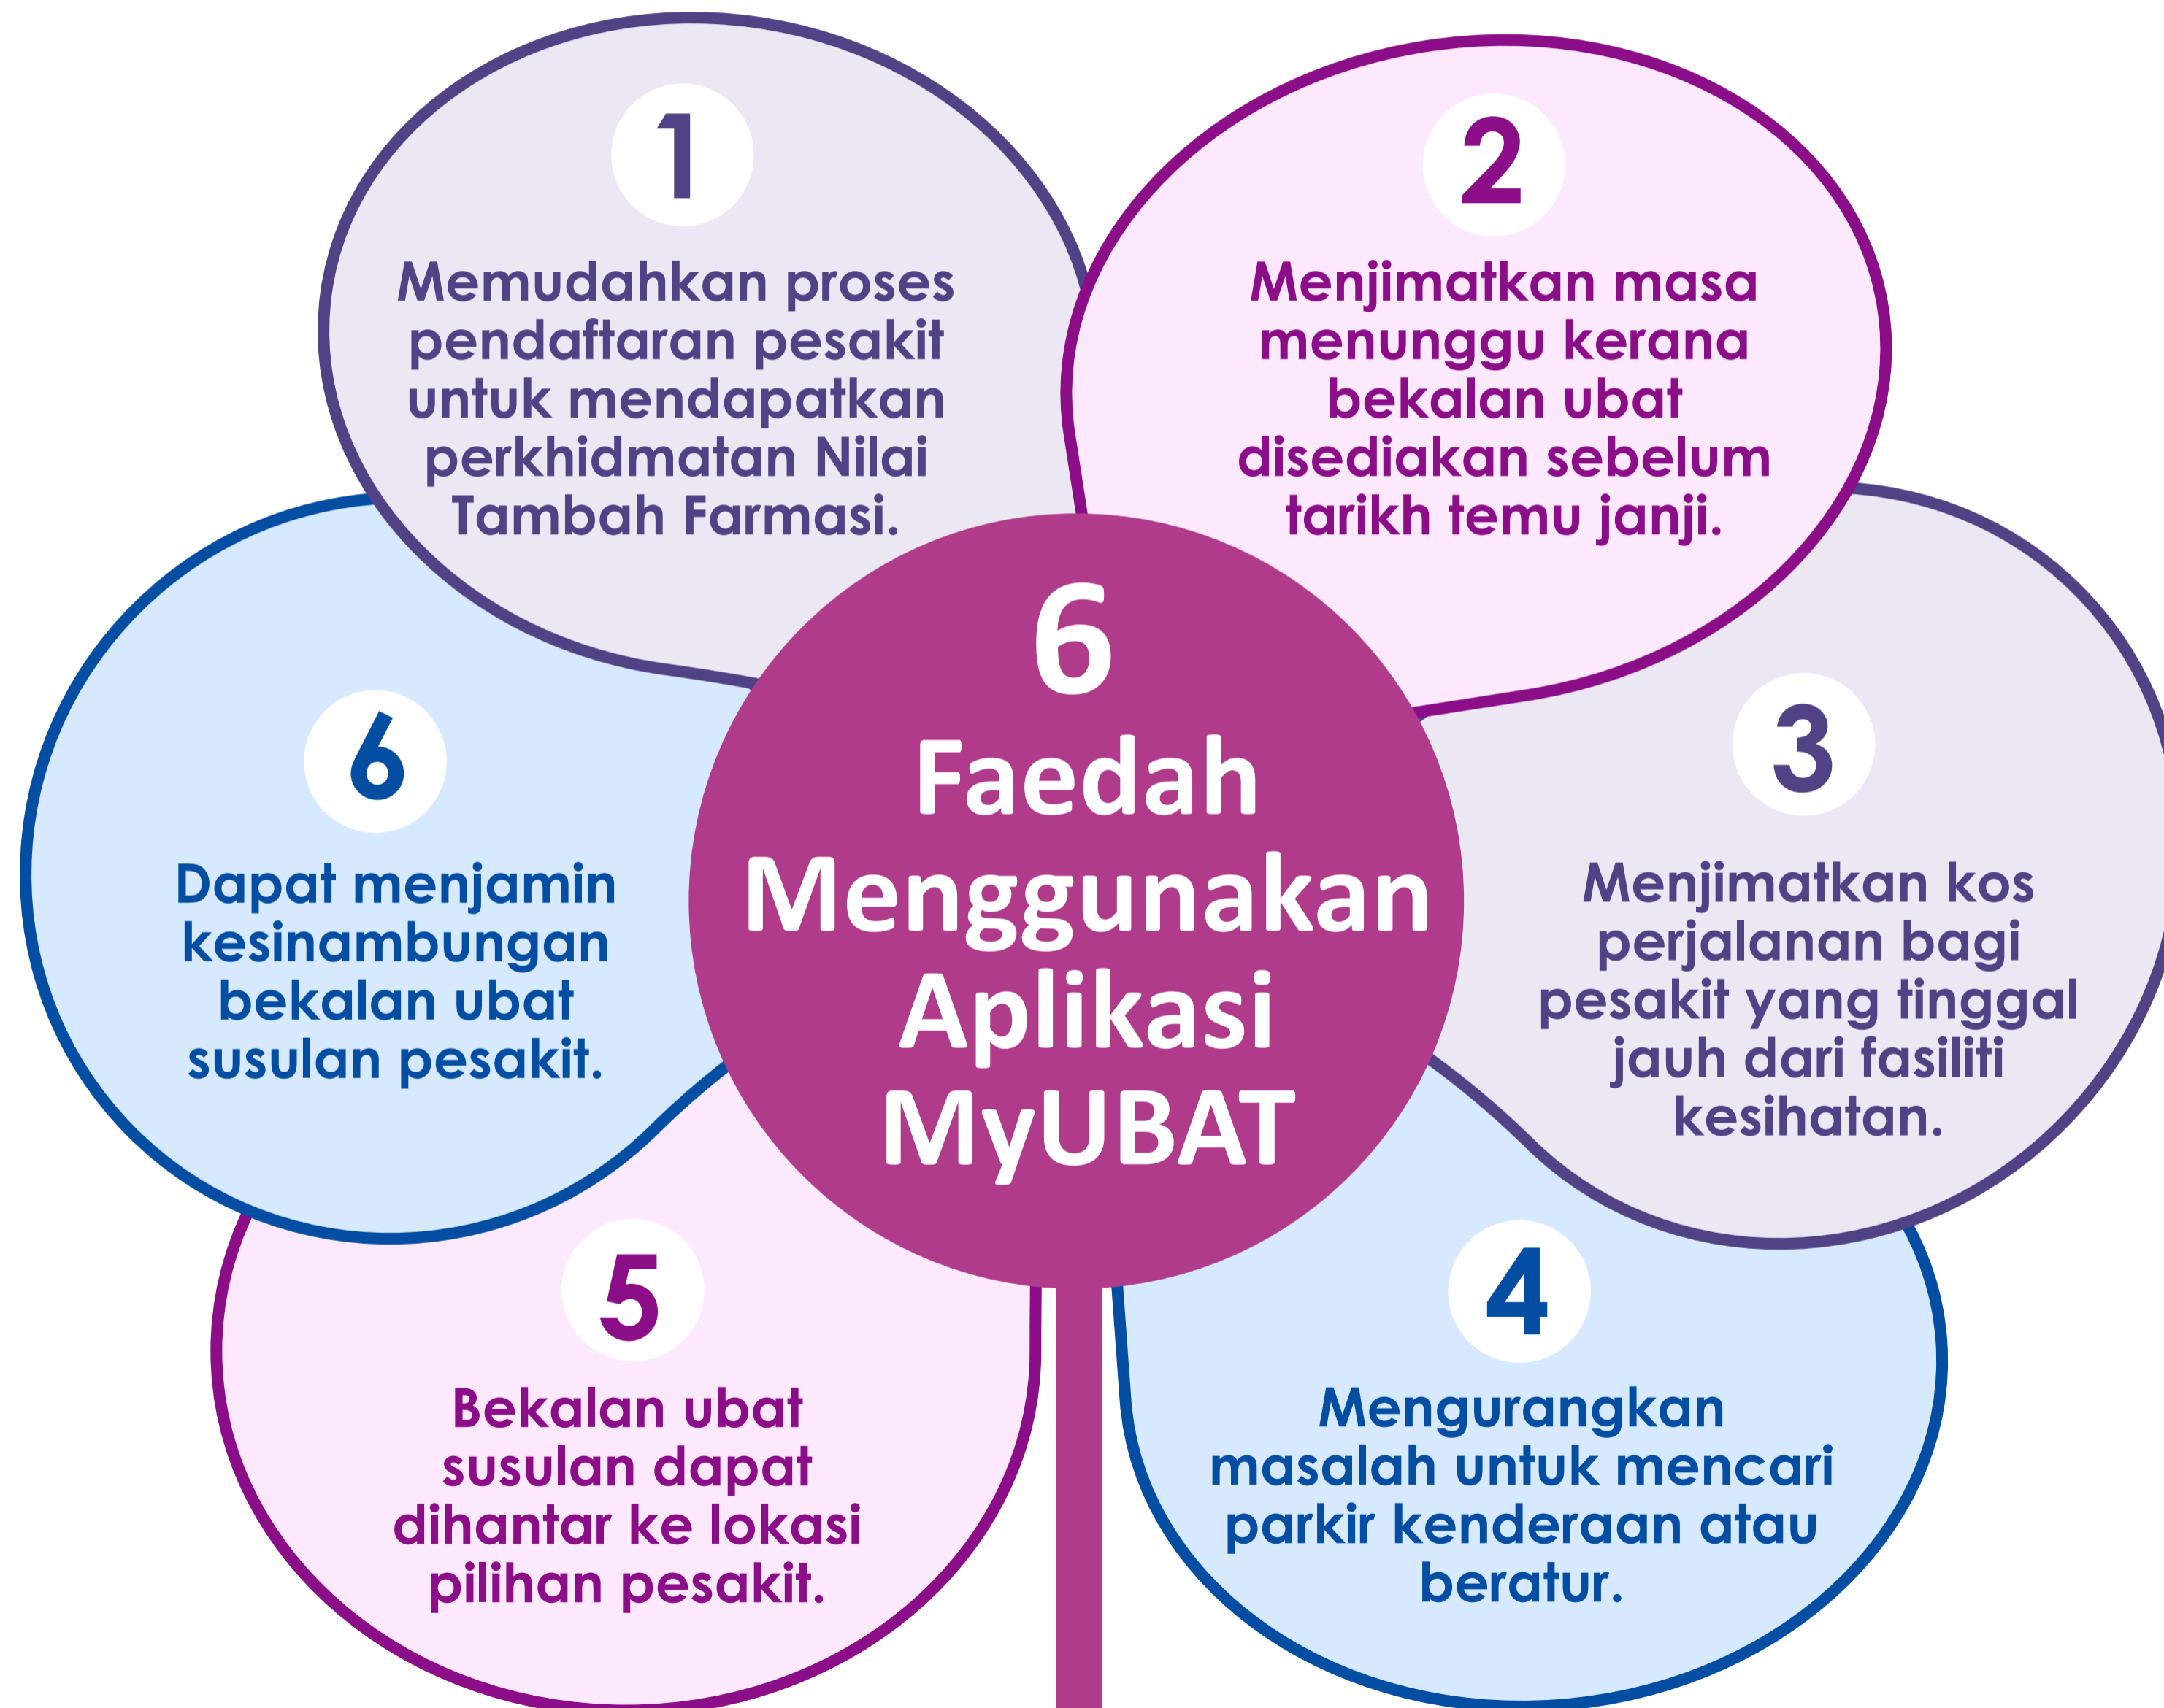 6
Faedah
Menggunakan
Aplikasi
MyUBAT
1
Memudahkan proses
pendaftaran pesakit
untuk mendapatkan
perkhidmatan Nilai
Tambah Farmasi.
2
Menjimatkan masa
menunggu kerana
bekalan ubat
disediakan sebelum
tarikh temu janji.
3
Menjimatkan kos
perjalanan bagi
pesakit yang tinggal
jauh dari fasiliti
kesihatan.
4
Mengurangkan
masalah untuk mencari
parkir kenderaan atau
beratur.
5
Bekalan ubat
susulan dapat
dihantar ke lokasi
pilihan pesakit.
6
Dapat menjamin
kesinambungan
bekalan ubat
susulan pesakit.